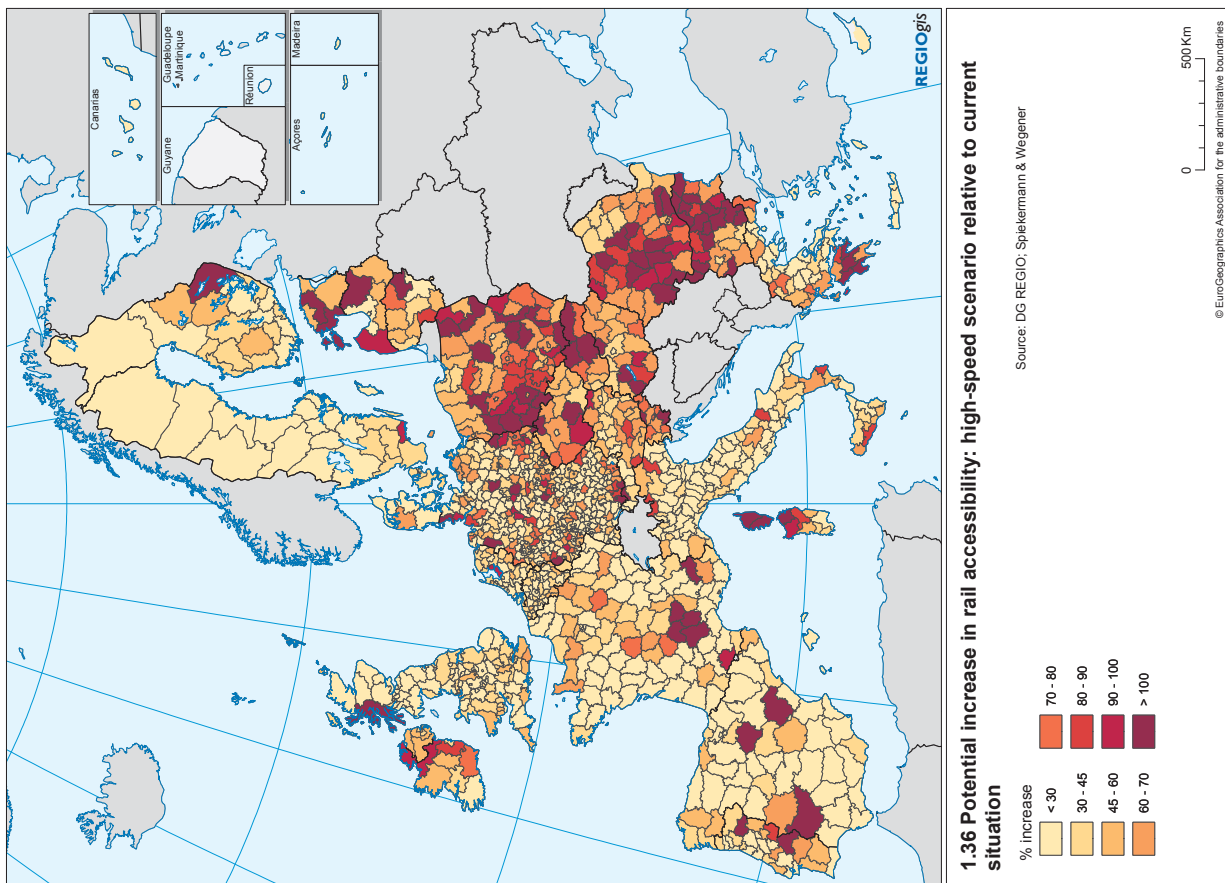 Canarias
Guyane
Guadeloupe
Martinique
Réunion
Açores
Madeira
REGIOgis
1.36 Potential increase in rail accessibility: high-speed scenario relative to current
situation
% increase
< 30
30 - 45
45 - 60
60 - 70
70 - 80
80 - 90
90 - 100
> 100
Source: DG REGIO; Spiekermann & Wegener
0 500 Km
© EuroGeographics Association for the administrative boundaries